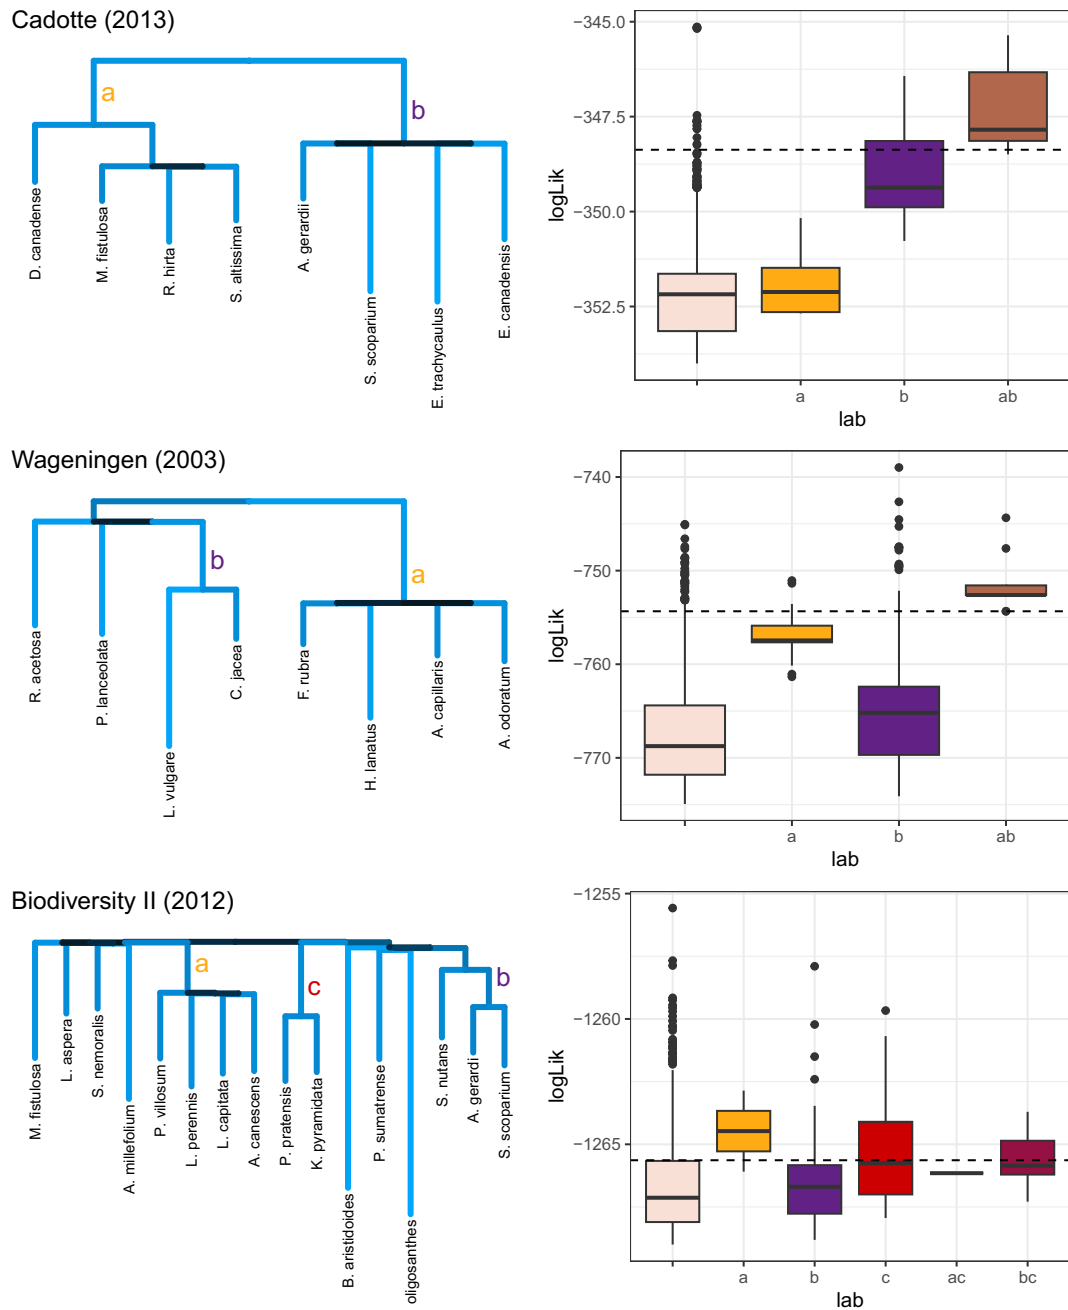 Cadotte (2013)
a
b
D. canadense
M. fistulosa
R. hirta
S. altissima
A. gerardii
S. scoparium
E. trachycaulus
E. canadensis
logLik
−345.0
−347.5
−350.0
−352.5
a
b
ab
lab
Wageningen (2003)
b
a
R. acetosa
P. lanceolata
L. vulgare
C. jacea
F. rubra
H. lanatus
A. capillaris
A. odoratum
logLik
−740
−750
−760
−770
a
b
ab
lab
Biodiversity II (2012)
a
c
b
M. fistulosa
L. aspera
S. nemoralis
A. millefolium
P. villosum
L. perennis
L. capitata
A. canescens
P. pratensis
K. pyramidata
B. aristidoides
P. sumatrense
oligosanthes
S. nutans
A. gerardi
S. scoparium
logLik
−1255
−1260
−1265
a
b
c
ac
bc
lab